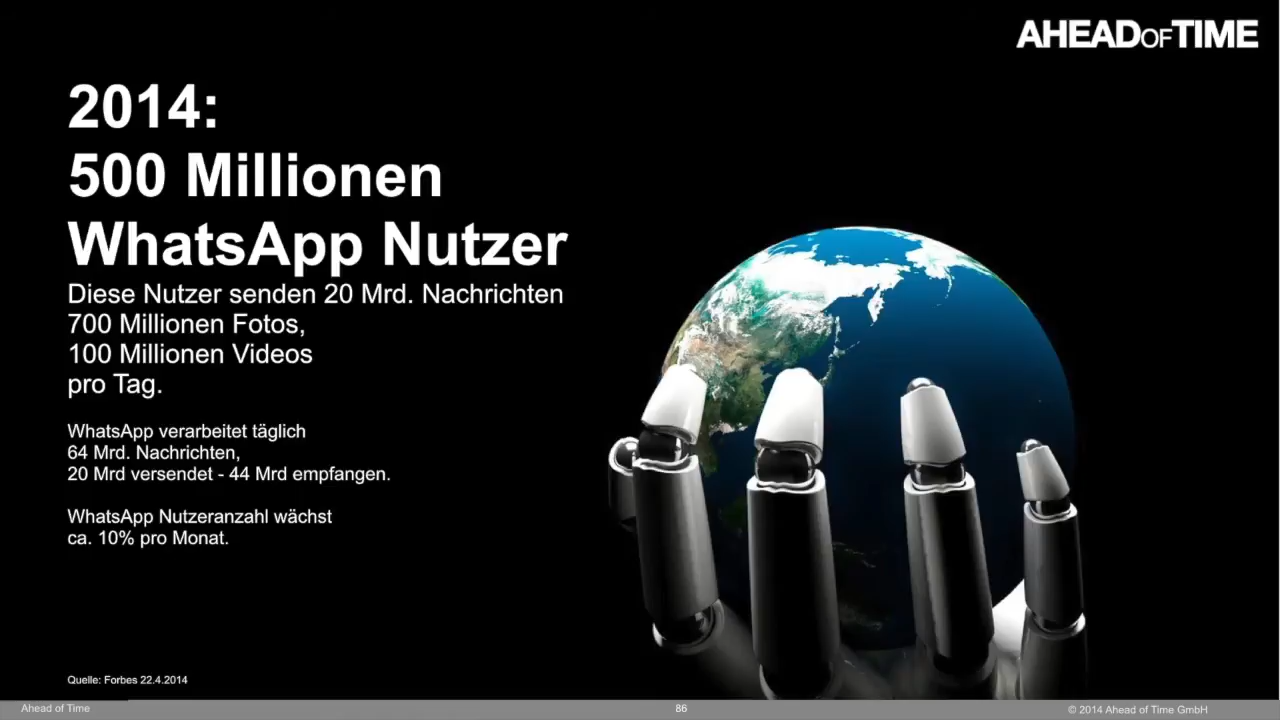 AHEADOFTIME
2014:
500 Millionen
WhatsApp Nutzer
Diese Nutzer senden 20 Mrd. Nachrichten
700 Millionen Fotos,
100 Millionen Videos
pro Tag.
WhatsApp verarbeitet täglich
64 Mrd. Nachrichten,
20 Mrd versendet - 44 Mrd empfangen.
WhatsApp Nutzeranzahl wächst
ca. 10% pro Monat.
Quelle: Forbes 22.4.2014
Ahead of Time
86
© 2014 Ahead of Time GmbH